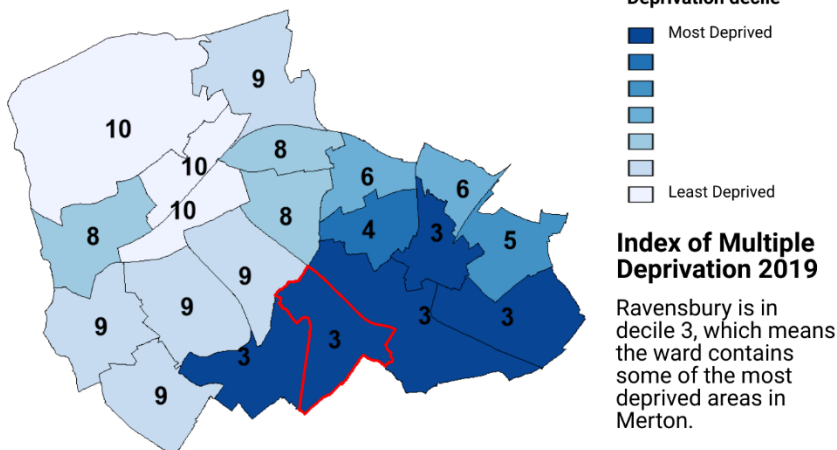 Deprivation decile
Most Deprived
Least Deprived
9
10
8
10
6
6
10
8
8
4
3
5
9
9
9
3
3
3
3
9
Index of Multiple
Deprivation 2019
Ravensbury is in
decile 3, which means
the ward contains
some of the most
deprived areas in
Merton.